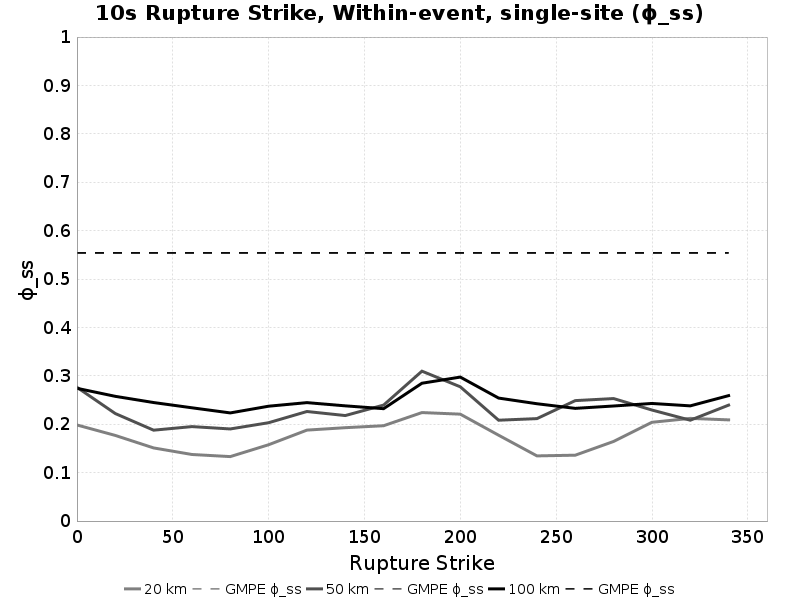 10s Rupture Strike, Within-event, single-site (ϕ_ss)
1
0.9
0.8
0.7
0.6
0.5
0.4
0.3
0.2
0.1
0
ϕ_ss
0 50 100 150 200 250 300 350
Rupture Strike
20 km GMPE ϕ_ss 50 km GMPE ϕ_ss 100 km GMPE ϕ_ss